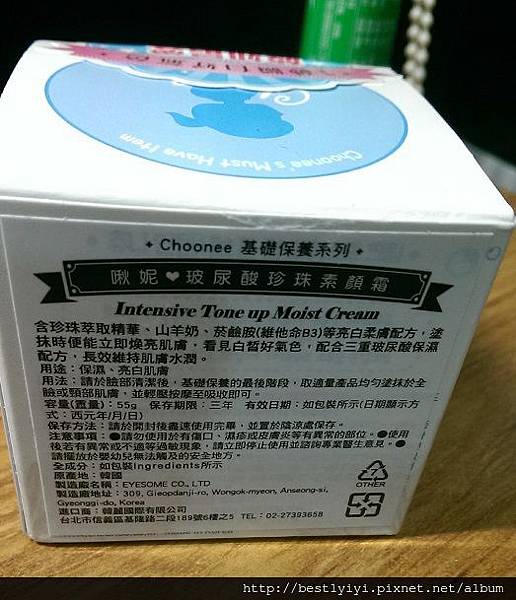 Choonee's Must Have Item
✦ Choonee 基礎保養系列 ✦
啾妮♥玻尿酸珍珠素顏霜
Intensive Tone up Moist Cream
含珍珠萃取精華、山羊奶、菸鹼胺(維他命B3)等亮白柔膚配方，塗
抹時便能立即煥亮肌膚，看見白皙好氣色，配合三重玻尿酸保濕
配方，長效維持肌膚水潤。
用途：保濕、亮白肌膚
用法：請於臉部清潔後，基礎保養的最後階段，取適量產品均勻塗抹於全
臉或頸部肌膚，並輕壓按摩至吸收即可。
容量(重量)：55g 保存期限：三年 有效日期：如包裝所示(日期顯示方
式：西元年/月/日)
保存方法：請於開封後盡速使用完畢，並置於陰涼處保存。
注意事項：●請勿使用於有傷口、濕疹或皮膚炎等有異常的部位。●使用
後若有異常或不適等過敏現象，請立即停止使用並諮詢專業醫生意見。●
請擺放於嬰幼兒無法觸及的安全地方。
全成分：如包裝Ingredients所示
原產地：韓國
製造廠名稱：EYESOME CO., LTD
製造廠地址：309, Gieopdanji-ro, Wongok-myeon, Anseong-si,
Gyeonggi-do, Korea
進口商：韓麗國際有限公司
台北市信義區基隆路二段189號6樓之5 TEL：02-27393658
7
OTHER
http://bestlyiyi.pixnet.net/album